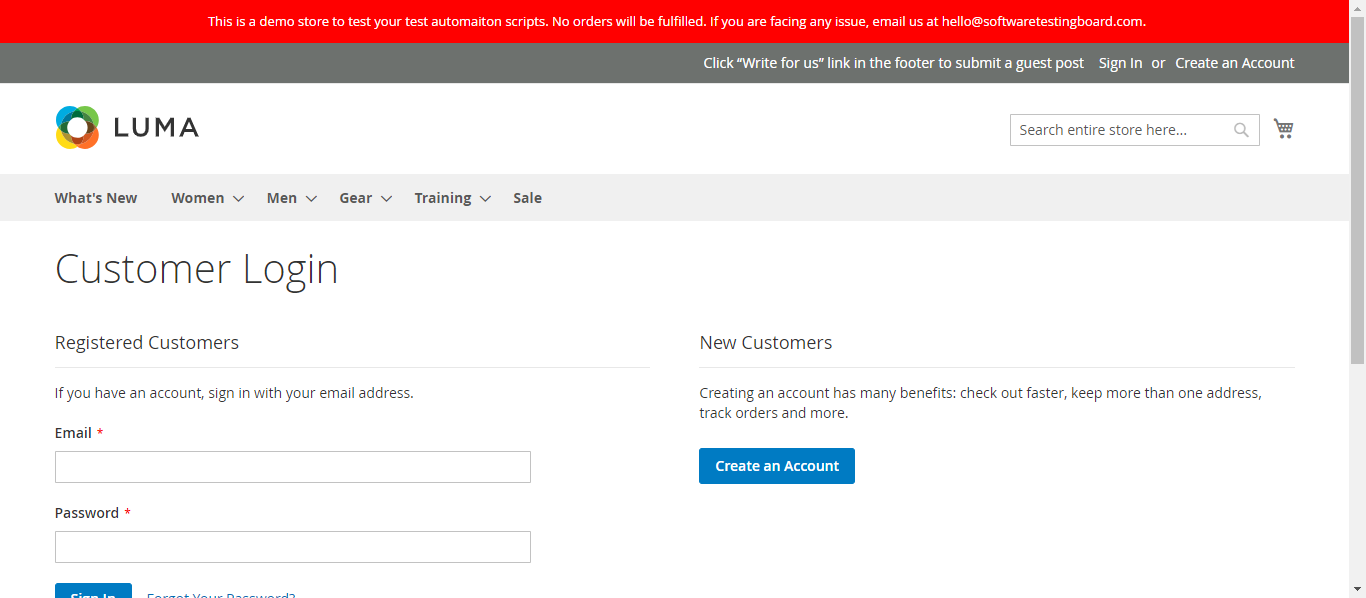 This is a demo store to test your test automaiton scripts. No orders will be fulfilled. If you are facing any issue, email us at hello@softwaretestingboard.com.
Click “Write for us” link in the footer to submit a guest post Sign In or Create an Account
LUMA
Search entire store here...
What's New Women Men Gear Training Sale
Customer Login
Registered Customers
If you have an account, sign in with your email address.
Email *
Password *
Sign In Forgot Your Password?
New Customers
Creating an account has many benefits: check out faster, keep more than one address,
track orders and more.
Create an Account